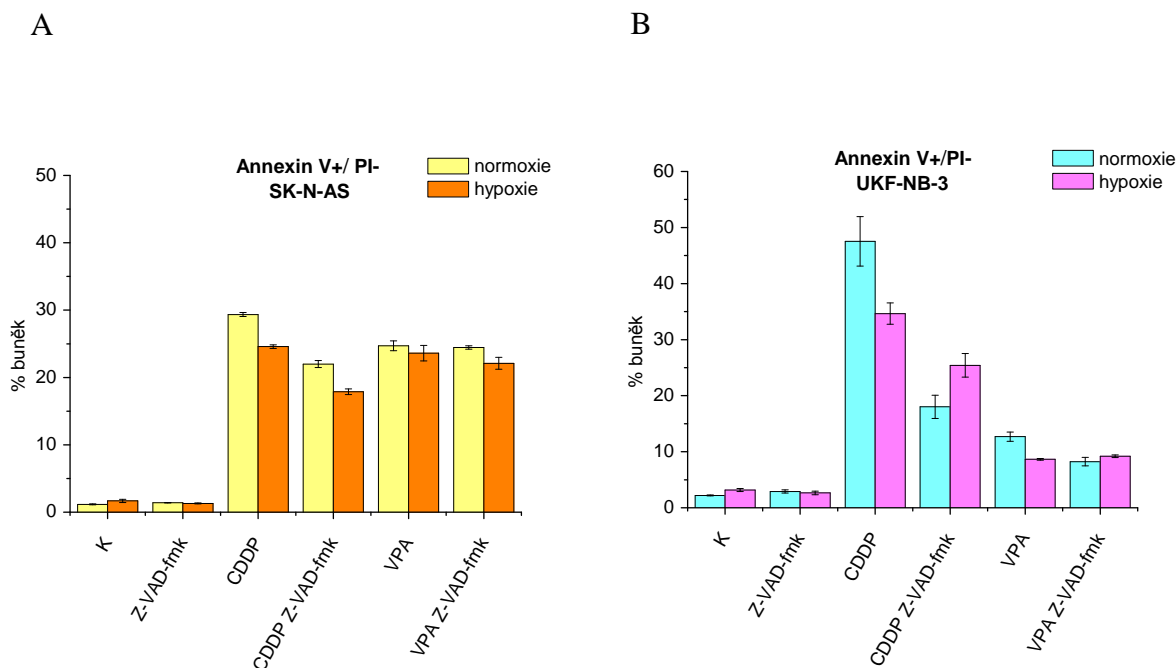 A
Annexin V+/ PI-
SK-N-AS
normoxie
hypoxie
50
40
30
20
10
0
% buněk
K
Z-VAD-fmk
CDDP
CDDP Z-VAD-fmk
VPA
VPA Z-VAD-fmk
B
Annexin V+/PI-
UKF-NB-3
normoxie
hypoxie
60
50
40
30
20
10
0
% buněk
K
Z-VAD-fmk
CDDP
CDDP Z-VAD-fmk
VPA
VPA Z-VAD-fmk